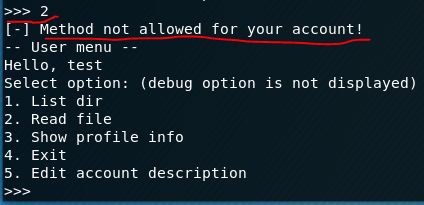 >>> 2
[-] Method not allowed for your account!
-- User menu --
Hello, test
Select option: (debug option is not displayed)
1. List dir
2. Read file
3. Show profile info
4. Exit
5. Edit account description
>>>